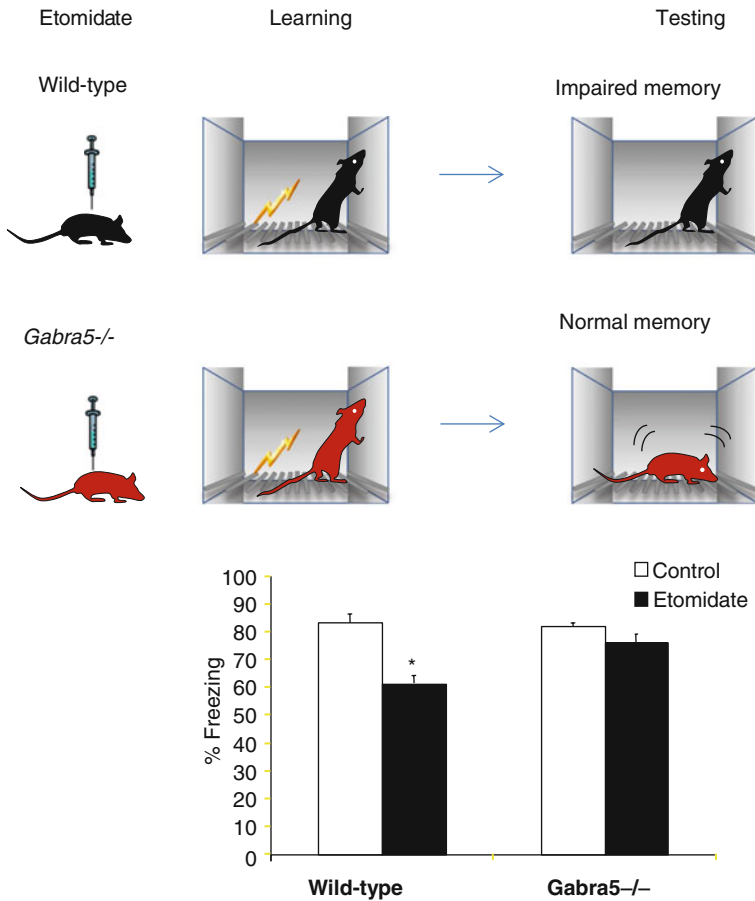 Etomidate Learning Testing
Wild-type
Impaired memory
Gabra5-/-
Normal memory
Control
Etomidate
% Freezing
100
90
80
70
60
50
40
30
20
10
0
*
Wild-type Gabra5–/–